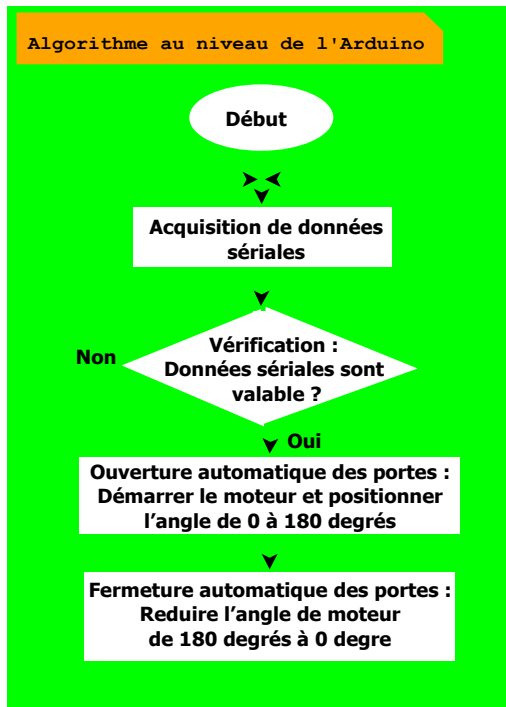 Algorithme au niveau de l'Arduino
Début
Acquisition de données
sériales
Vérification :
Données sériales sont
valable ?
Non
Oui
Ouverture automatique des portes :
Démarrer le moteur et positionner
l’angle de 0 à 180 degrés
Fermeture automatique des portes :
Reduire l’angle de moteur
de 180 degrés à 0 degre